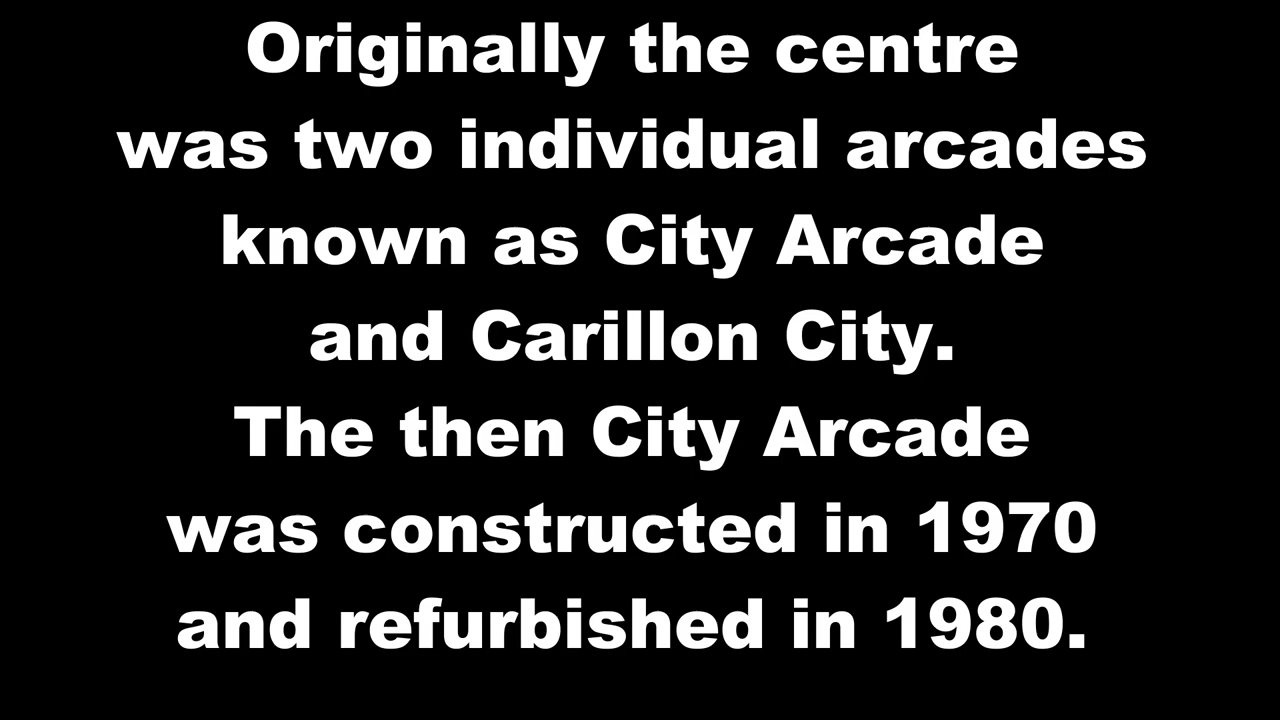 Originally the centre
was two individual arcades
known as City Arcade
and Carillon City.
The then City Arcade
was constructed in 1970
and refurbished in 1980.